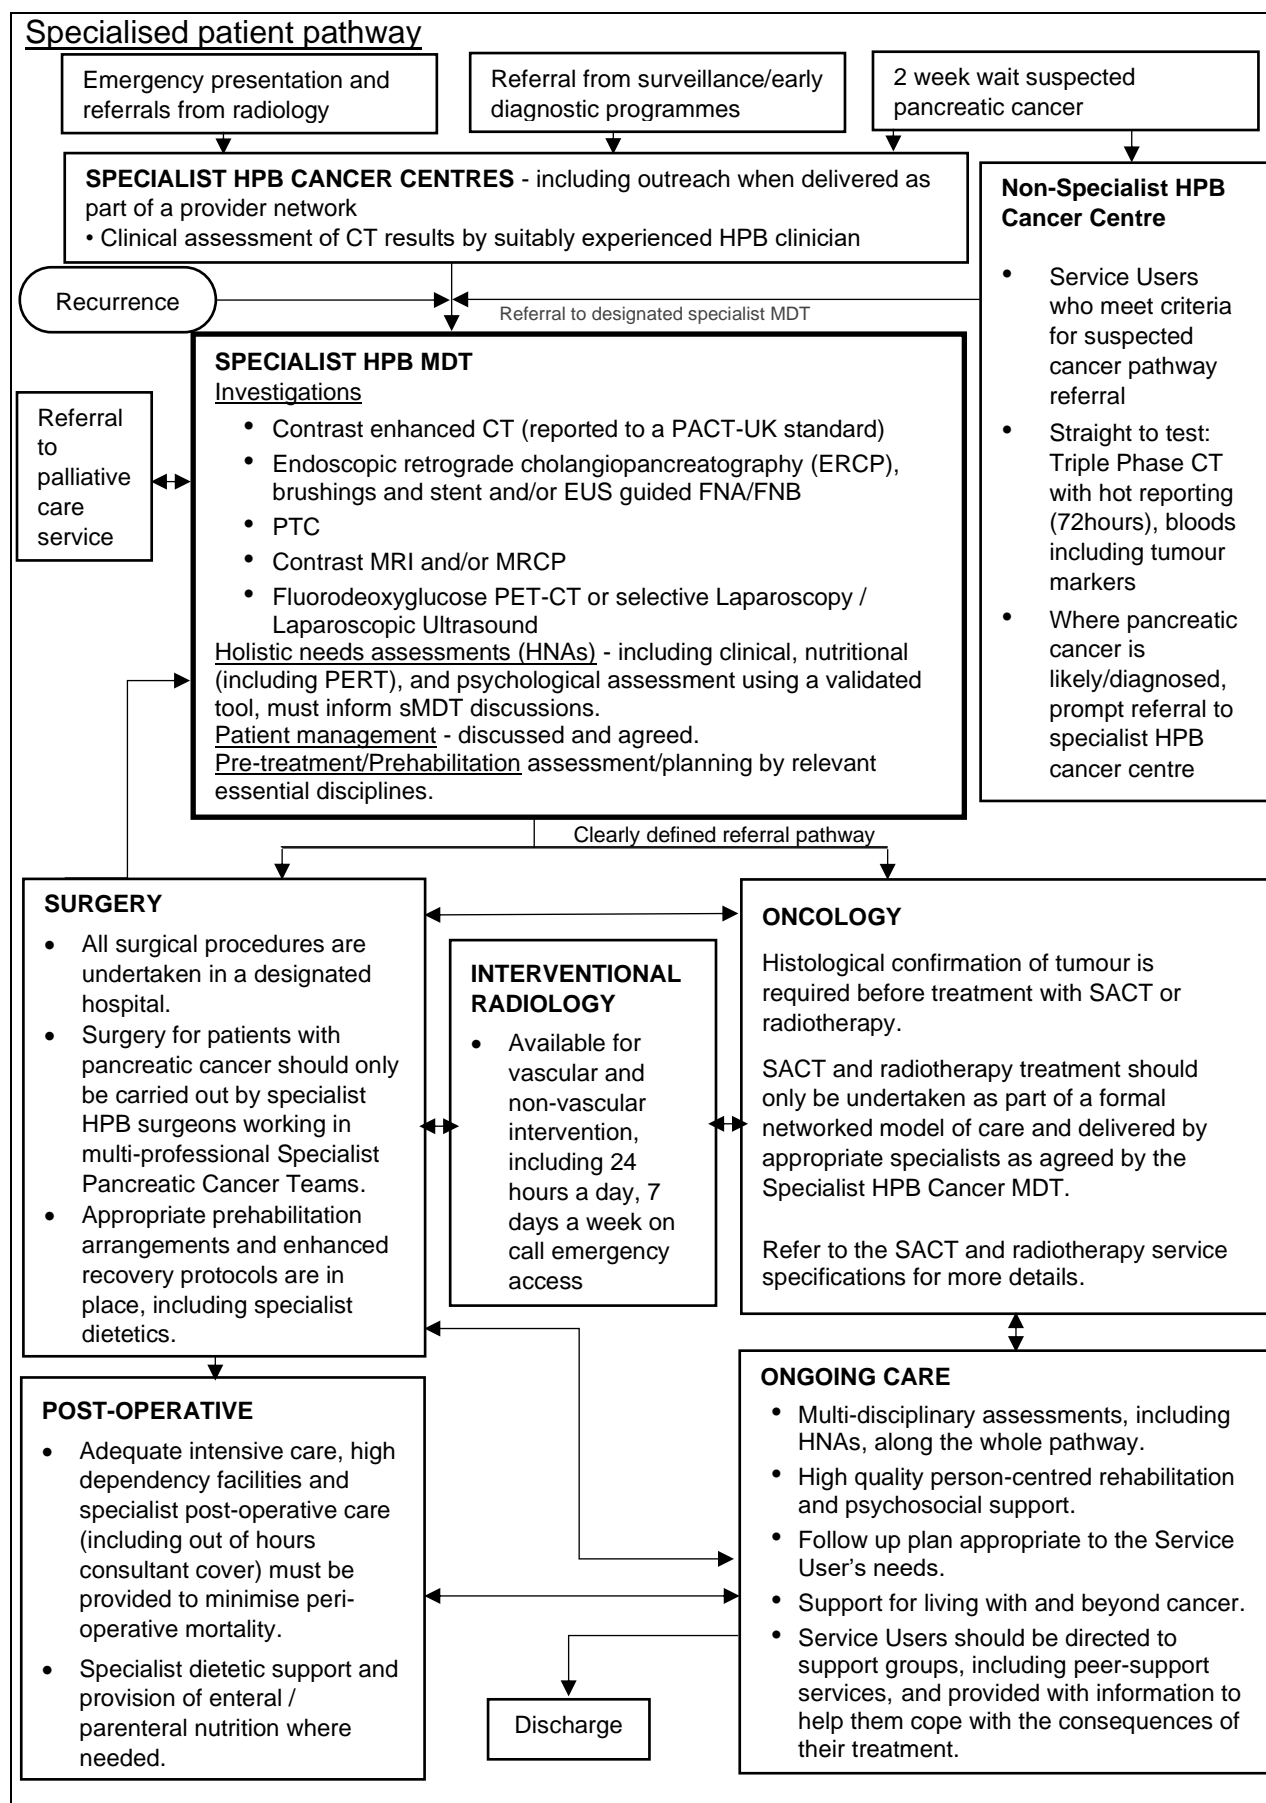 Specialised patient pathway
Emergency presentation and
referrals from radiology
Referral from surveillance/early
diagnostic programmes
2 week wait suspected
pancreatic cancer
SPECIALIST HPB CANCER CENTRES - including outreach when delivered as
part of a provider network
• Clinical assessment of CT results by suitably experienced HPB clinician
Non-Specialist HPB
Cancer Centre
• Service Users
who meet criteria
for suspected
cancer pathway
referral
• Straight to test:
Triple Phase CT
with hot reporting
(72hours), bloods
including tumour
markers
• Where pancreatic
cancer is
likely/diagnosed,
prompt referral to
specialist HPB
cancer centre
Recurrence
Referral to designated specialist MDT
Referral
to
palliative
care
service
SPECIALIST HPB MDT
Investigations
• Contrast enhanced CT (reported to a PACT-UK standard)
• Endoscopic retrograde cholangiopancreatography (ERCP),
brushings and stent and/or EUS guided FNA/FNB
• PTC
• Contrast MRI and/or MRCP
• Fluorodeoxyglucose PET-CT or selective Laparoscopy /
Laparoscopic Ultrasound
Holistic needs assessments (HNAs) - including clinical, nutritional
(including PERT), and psychological assessment using a validated
tool, must inform sMDT discussions.
Patient management - discussed and agreed.
Pre-treatment/Prehabilitation assessment/planning by relevant
essential disciplines.
Clearly defined referral pathway
SURGERY
• All surgical procedures are
undertaken in a designated
hospital.
• Surgery for patients with
pancreatic cancer should only
be carried out by specialist
HPB surgeons working in
multi-professional Specialist
Pancreatic Cancer Teams.
• Appropriate prehabilitation
arrangements and enhanced
recovery protocols are in
place, including specialist
dietetics.
INTERVENTIONAL
RADIOLOGY
• Available for
vascular and
non-vascular
intervention,
including 24
hours a day, 7
days a week on
call emergency
access
ONCOLOGY
Histological confirmation of tumour is
required before treatment with SACT or
radiotherapy.
SACT and radiotherapy treatment should
only be undertaken as part of a formal
networked model of care and delivered by
appropriate specialists as agreed by the
Specialist HPB Cancer MDT.
Refer to the SACT and radiotherapy service
specifications for more details.
POST-OPERATIVE
• Adequate intensive care, high
dependency facilities and
specialist post-operative care
(including out of hours
consultant cover) must be
provided to minimise peri-
operative mortality.
• Specialist dietetic support and
provision of enteral /
parenteral nutrition where
needed.
ONGOING CARE
• Multi-disciplinary assessments, including
HNAs, along the whole pathway.
• High quality person-centred rehabilitation
and psychosocial support.
• Follow up plan appropriate to the Service
User's needs.
• Support for living with and beyond cancer.
• Service Users should be directed to
support groups, including peer-support
services, and provided with information to
help them cope with the consequences of
their treatment.
Discharge